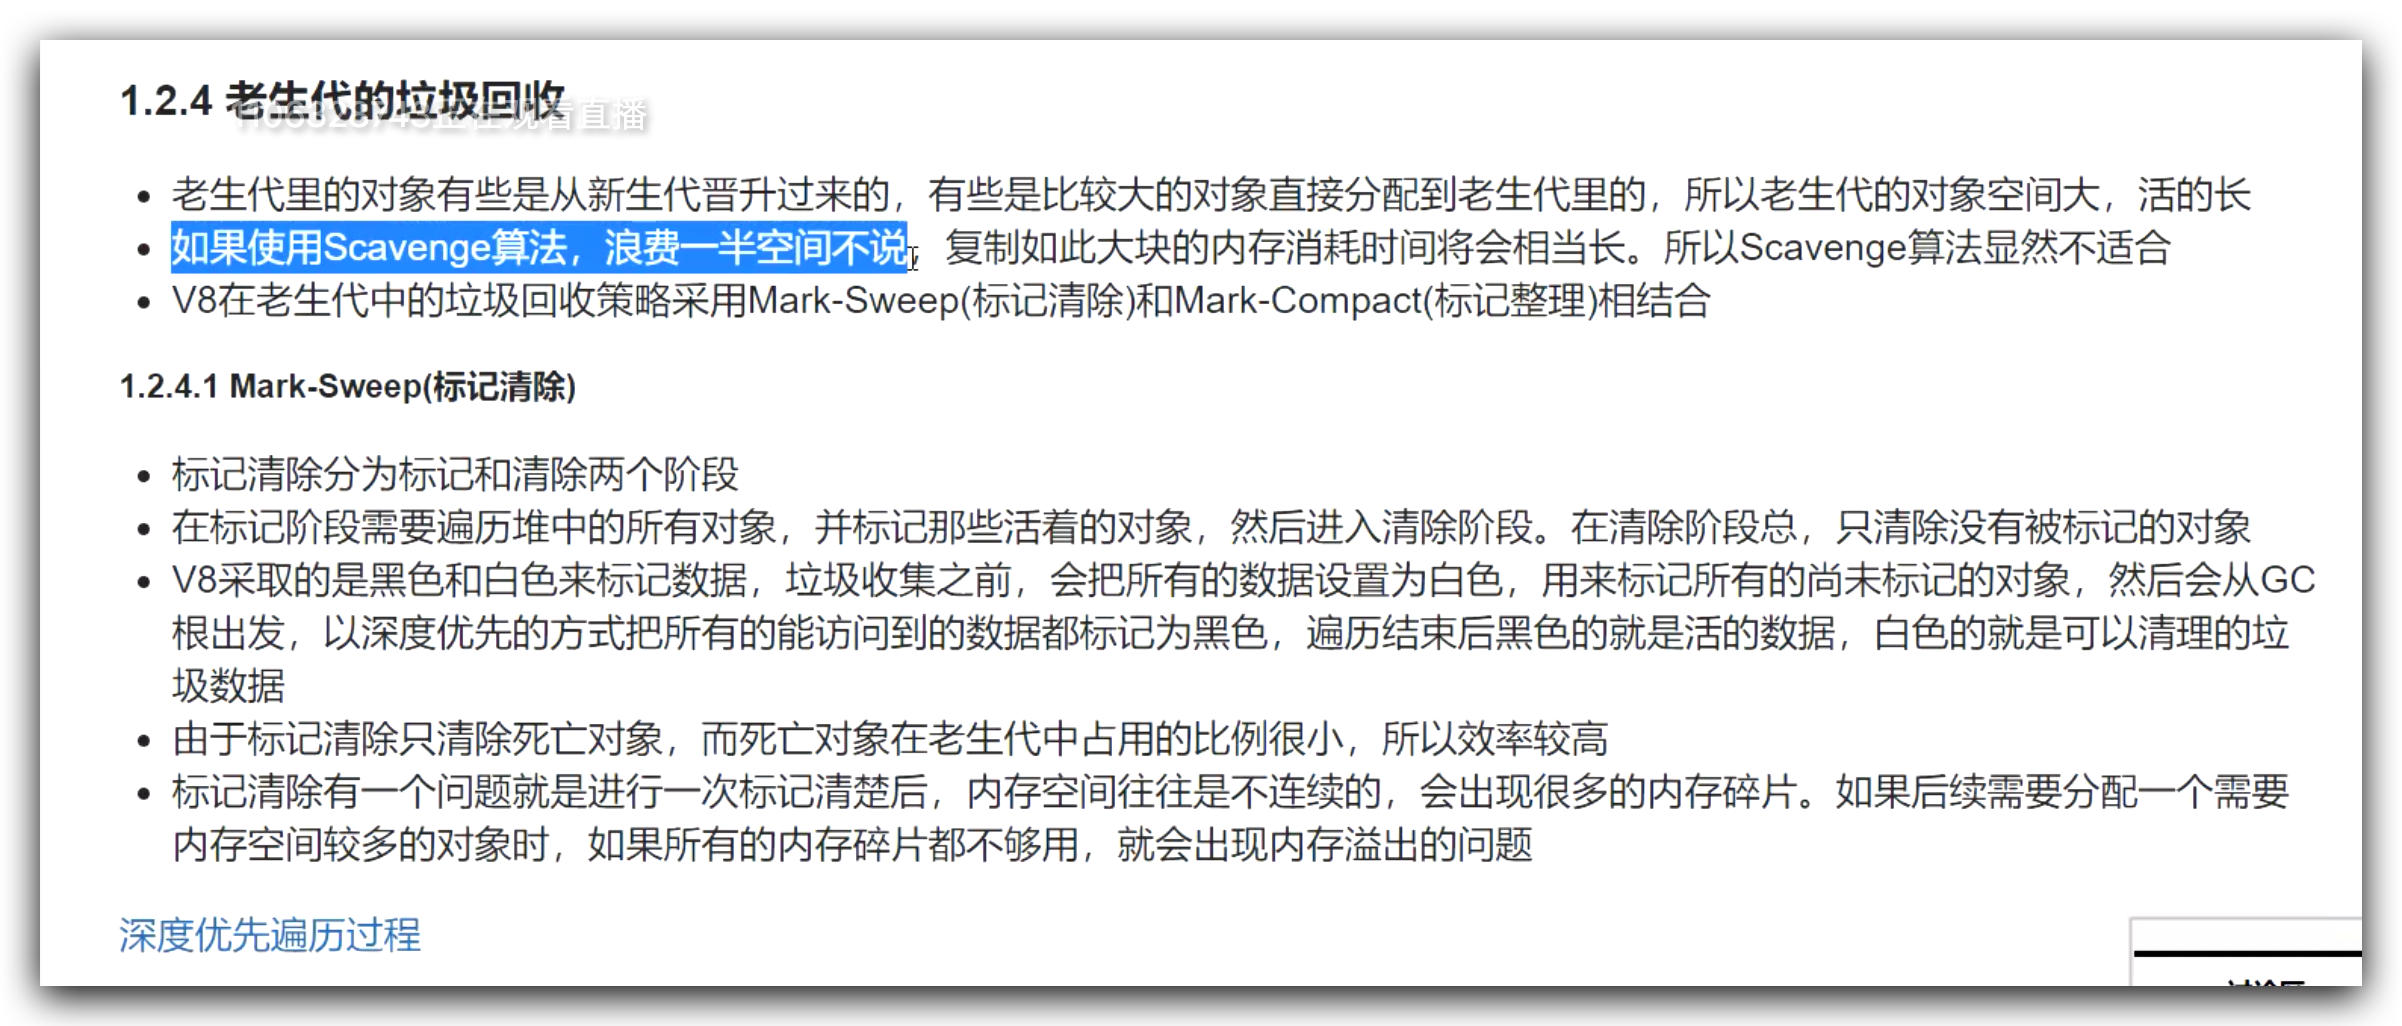 1.2.4 老生代的垃圾回收
正在观看直播
老生代里的对象有些是从新生代晋升过来的，有些是比较大的对象直接分配到老生代里的，所以老生代的对象空间大，活的长
如果使用Scavenge算法，浪费一半空间不说，复制如此大块的内存消耗时间将会相当长。所以Scavenge算法显然不适合
V8在老生代中的垃圾回收策略采用Mark-Sweep(标记清除)和Mark-Compact(标记整理)相结合
1.2.4.1 Mark-Sweep(标记清除)
标记清除分为标记和清除两个阶段
在标记阶段需要遍历堆中的所有对象，并标记那些活着的对象，然后进入清除阶段。在清除阶段总，只清除没有被标记的对象
V8采取的是黑色和白色来标记数据，垃圾收集之前，会把所有的数据设置为白色，用来标记所有的尚未标记的对象，然后会从GC
根出发，以深度优先的方式把所有的能访问到的数据都标记为黑色，遍历结束后黑色的就是活的数据，白色的就是可以清理的垃
圾数据
由于标记清除只清除死亡对象，而死亡对象在老生代中占用的比例很小，所以效率较高
标记清除有一个问题就是进行一次标记清楚后，内存空间往往是不连续的，会出现很多的内存碎片。如果后续需要分配一个需要
内存空间较多的对象时，如果所有的内存碎片都不够用，就会出现内存溢出的问题
深度优先遍历过程